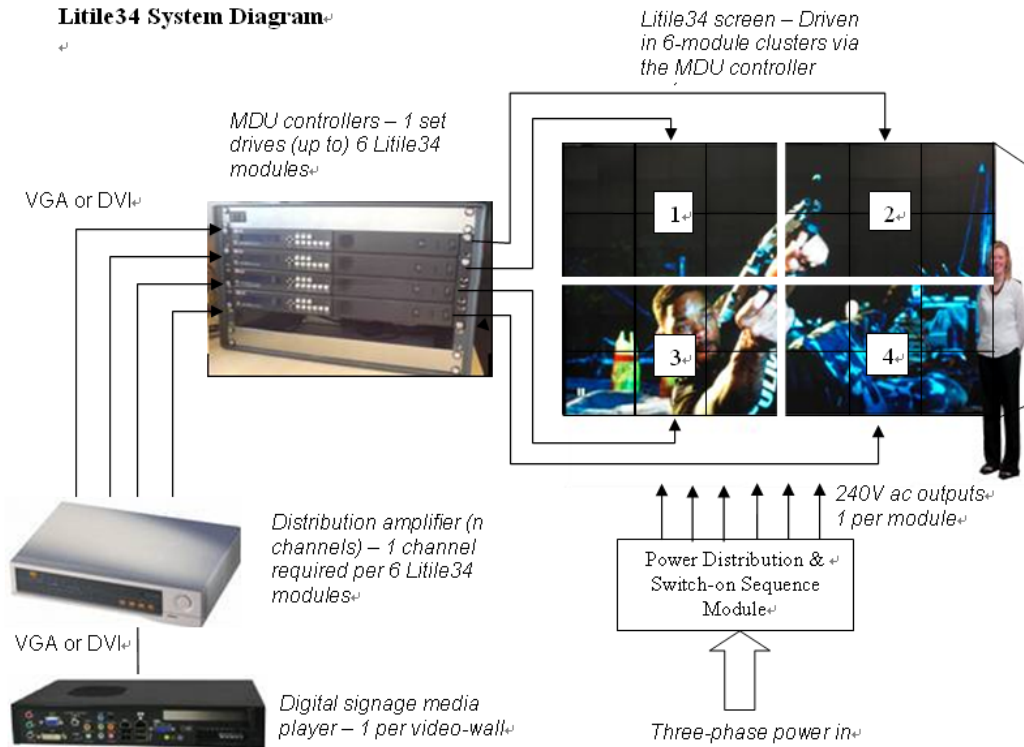 Litile34 System Diagram
Litile34 screen – Driven
in 6-module clusters via
the MDU controller
MDU controllers – 1 set
drives (up to) 6 Litile34
modules
VGA or DVI
1
2
3
4
240V ac outputs
1 per module
Distribution amplifier (n
channels) – 1 channel
required per 6 Litile34
modules
Power Distribution &
Switch-on Sequence
Module
VGA or DVI
Digital signage media
player – 1 per video-wall
Three-phase power in